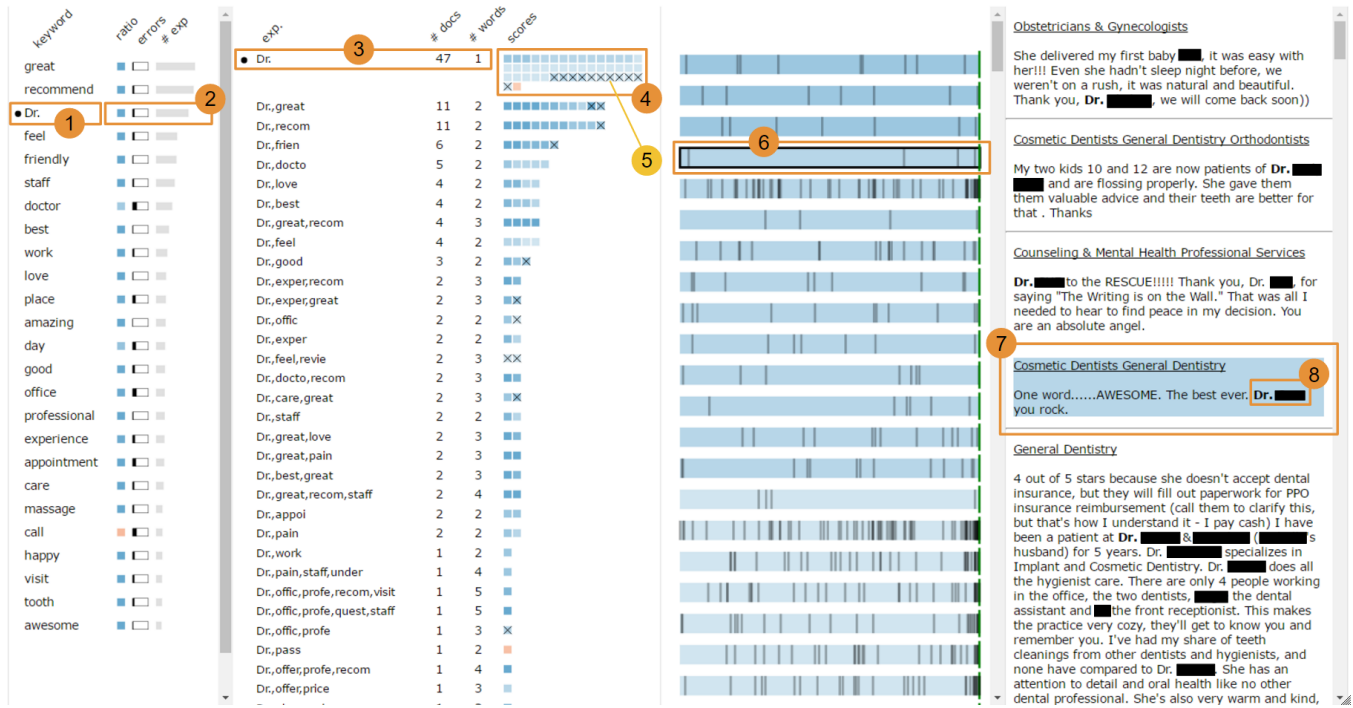 keyword
ratio
errors
# exp
great
recommend
Dr.
feel
friendly
staff
doctor
best
work
love
place
amazing
day
good
office
professional
experience
appointment
care
massage
call
happy
visit
tooth
awesome
1
2
exp.
# docs
# words
scores
Dr. 47 1
Dr.,great 11 2
Dr.,recom 11 2
Dr.,frien 6 2
Dr.,docto 5 2
Dr.,love 4 2
Dr.,best 4 2
Dr.,great,recom 4 3
Dr.,feel 4 2
Dr.,good 3 2
Dr.,exper,recom 2 3
Dr.,exper,great 2 3
Dr.,offic 2 2
Dr.,exper 2 2
Dr.,feel,revie 2 3
Dr.,docto,recom 2 3
Dr.,care,great 2 3
Dr.,staff 2 2
Dr.,great,love 2 3
Dr.,great,pain 2 3
Dr.,best,great 2 3
Dr.,great,recom,staff 2 4
Dr.,appoi 2 2
Dr.,pain 2 2
Dr.,work 1 2
Dr.,pain,staff,under 1 4
Dr.,offic,profe,recom,visit 1 5
Dr.,offic,profe,quest,staff 1 5
Dr.,offic,profe 1 3
Dr.,pass 1 2
Dr.,offer,profe,recom 1 4
Dr.,offer,price 1 3
3
4
5
6
Obstetricians & Gynecologists
She delivered my first baby , it was easy with
her!!! Even she hadn't sleep night before, we
weren't on a rush, it was natural and beautiful.
Thank you, Dr. , we will come back soon))
Cosmetic Dentists General Dentistry Orthodontists
My two kids 10 and 12 are now patients of Dr.
and are flossing properly. She gave them
them valuable advice and their teeth are better for
that . Thanks
Counseling & Mental Health Professional Services
Dr. to the RESCUE!!!!! Thank you, Dr. , for
saying "The Writing is on the Wall." That was all I
needed to hear to find peace in my decision. You
are an absolute angel.
7
Cosmetic Dentists General Dentistry
8
One word......AWESOME. The best ever. Dr.
you rock.
General Dentistry
4 out of 5 stars because she doesn't accept dental
insurance, but they will fill out paperwork for PPO
insurance reimbursement (call them to clarify this,
but that's how I understand it - I pay cash) I have
been a patient at Dr. & ( 's
husband) for 5 years. Dr. specializes in
Implant and Cosmetic Dentistry. Dr. does all
the hygienist care. There are only 4 people working
in the office, the two dentists, the dental
assistant and the front receptionist. This makes
the practice very cozy, they'll get to know you and
remember you. I've had my share of teeth
cleanings from other dentists and hygienists, and
none have compared to Dr. . She has an
attention to detail and oral health like no other
dental professional. She's also very warm and kind,